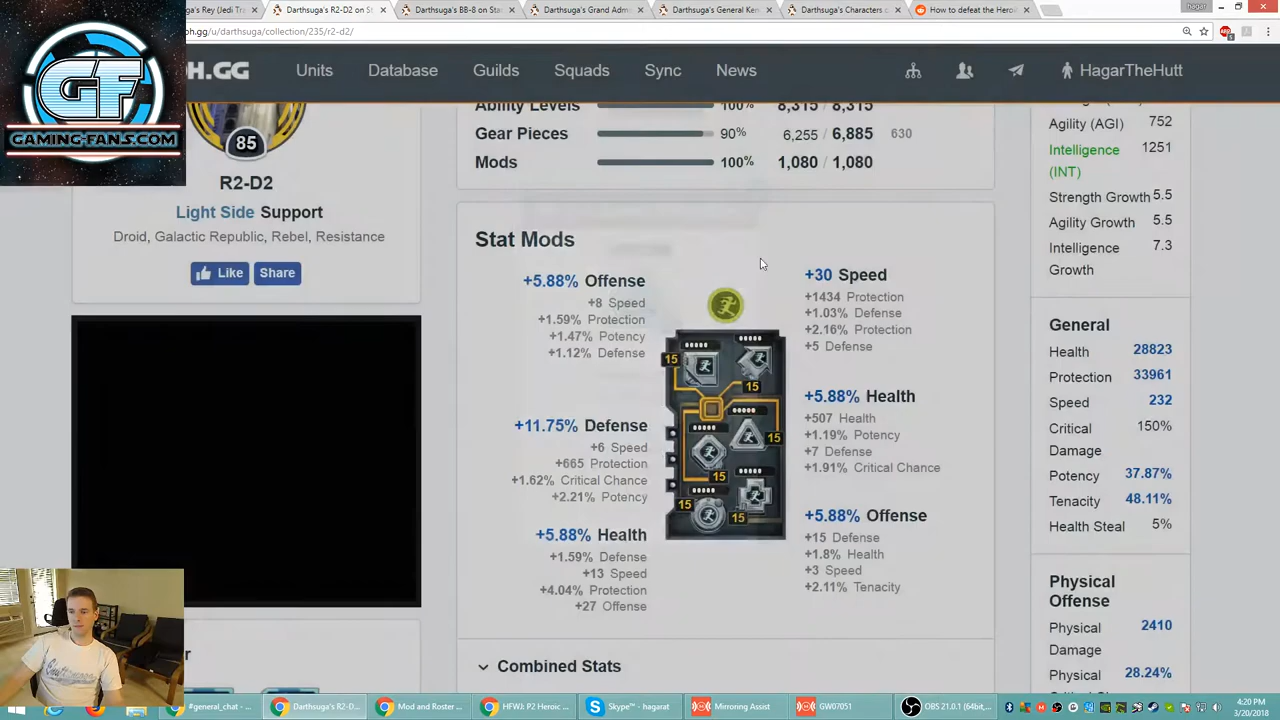 Darthsuga's R2-D2 on St
Darthsuga's BB-8 on Sta
Darthsuga's Grand Adm
Darthsuga's General Ken
Darthsuga's Characters o
How to defeat the Heroi
hagar
/u/darthsuga/collection/235/r2-d2/
GF
GAMING-FANS.COM
H.GG
Units
Database
Guilds
Squads
Sync
News
HagarTheHutt
Ability Levels 100% 8,315 / 8,315
Gear Pieces 90% 6,255 / 6,885 630
Mods 100% 1,080 / 1,080
85
R2-D2
Light Side Support
Droid, Galactic Republic, Rebel, Resistance
Like
Share
Stat Mods
+5.88% Offense
+8 Speed
+1.59% Protection
+1.47% Potency
+1.12% Defense
+11.75% Defense
+6 Speed
+665 Protection
+1.62% Critical Chance
+2.21% Potency
+5.88% Health
+1.59% Defense
+13 Speed
+4.04% Protection
+27 Offense
15
15
15
15
15
15
+30 Speed
+1434 Protection
+1.03% Defense
+2.16% Protection
+5 Defense
+5.88% Health
+507 Health
+1.19% Potency
+7 Defense
+1.91% Critical Chance
+5.88% Offense
+15 Defense
+1.8% Health
+3 Speed
+2.11% Tenacity
Combined Stats
Agility (AGI) 752
Intelligence 1251
(INT)
Strength Growth 5.5
Agility Growth 5.5
Intelligence 7.3
Growth
General
Health 28823
Protection 33961
Speed 232
Critical 150%
Damage
Potency 37.87%
Tenacity 48.11%
Health Steal 5%
Physical
Offense
Physical 2410
Damage
Physical 28.24%
#general_chat -
Darthsuga's R2-D...
Mod and Roster ...
HFWJ: P2 Heroic ...
Skype™ - hagarat
Mirroring Assist
GW07051
OBS 21.0.1 (64bit,...
4:20 PM
3/20/2018